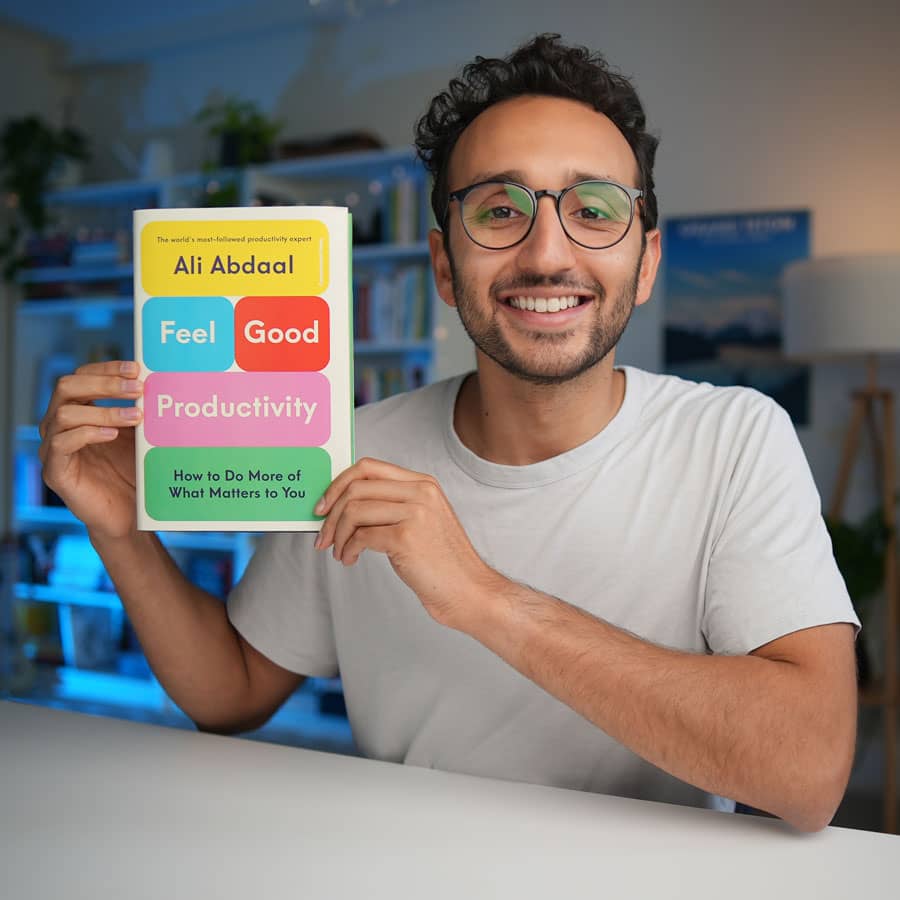 The world's most-followed productivity expert
Ali Abdaal
Feel Good
Productivity
How to Do More of
What Matters to You